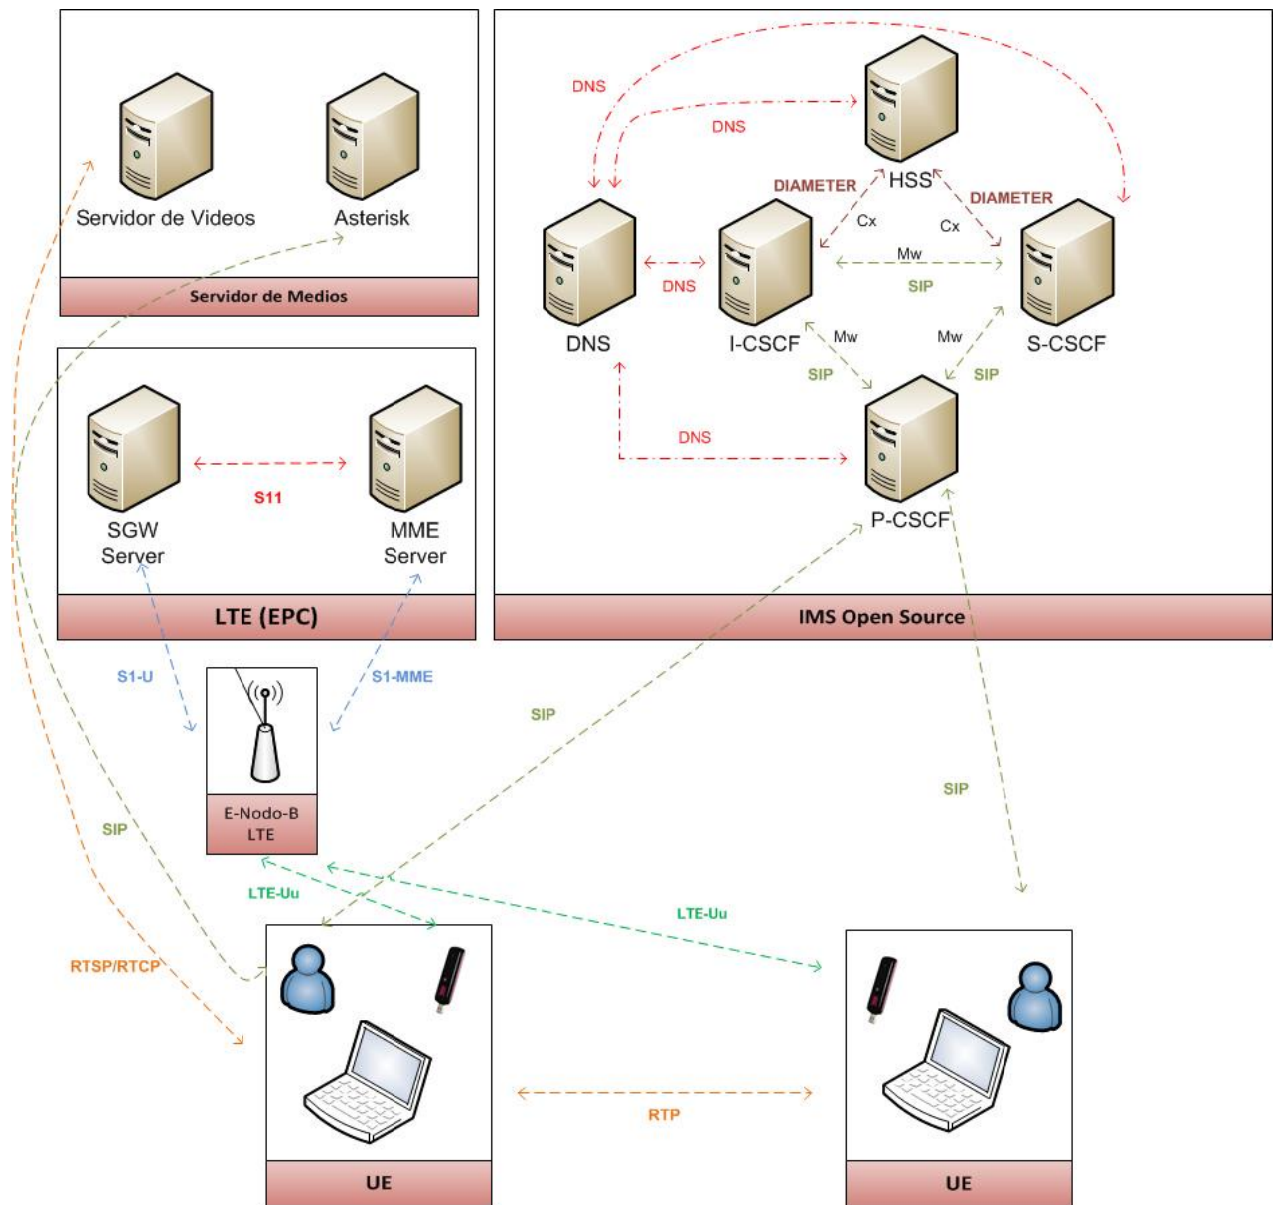 DNS
DNS
HSS
DIAMETER
DIAMETER
Cx
Cx
Servidor de Videos
Asterisk
Mw
DNS
SIP
Servidor de Medios
DNS
I-CSCF
S-CSCF
Mw
Mw
SIP
SIP
DNS
S11
P-CSCF
SGW
Server
MME
Server
LTE (EPC)
IMS Open Source
S1-U
S1-MME
SIP
SIP
E-Nodo-B
LTE
SIP
LTE-Uu
LTE-Uu
RTSP/RTCP
RTP
UE
UE